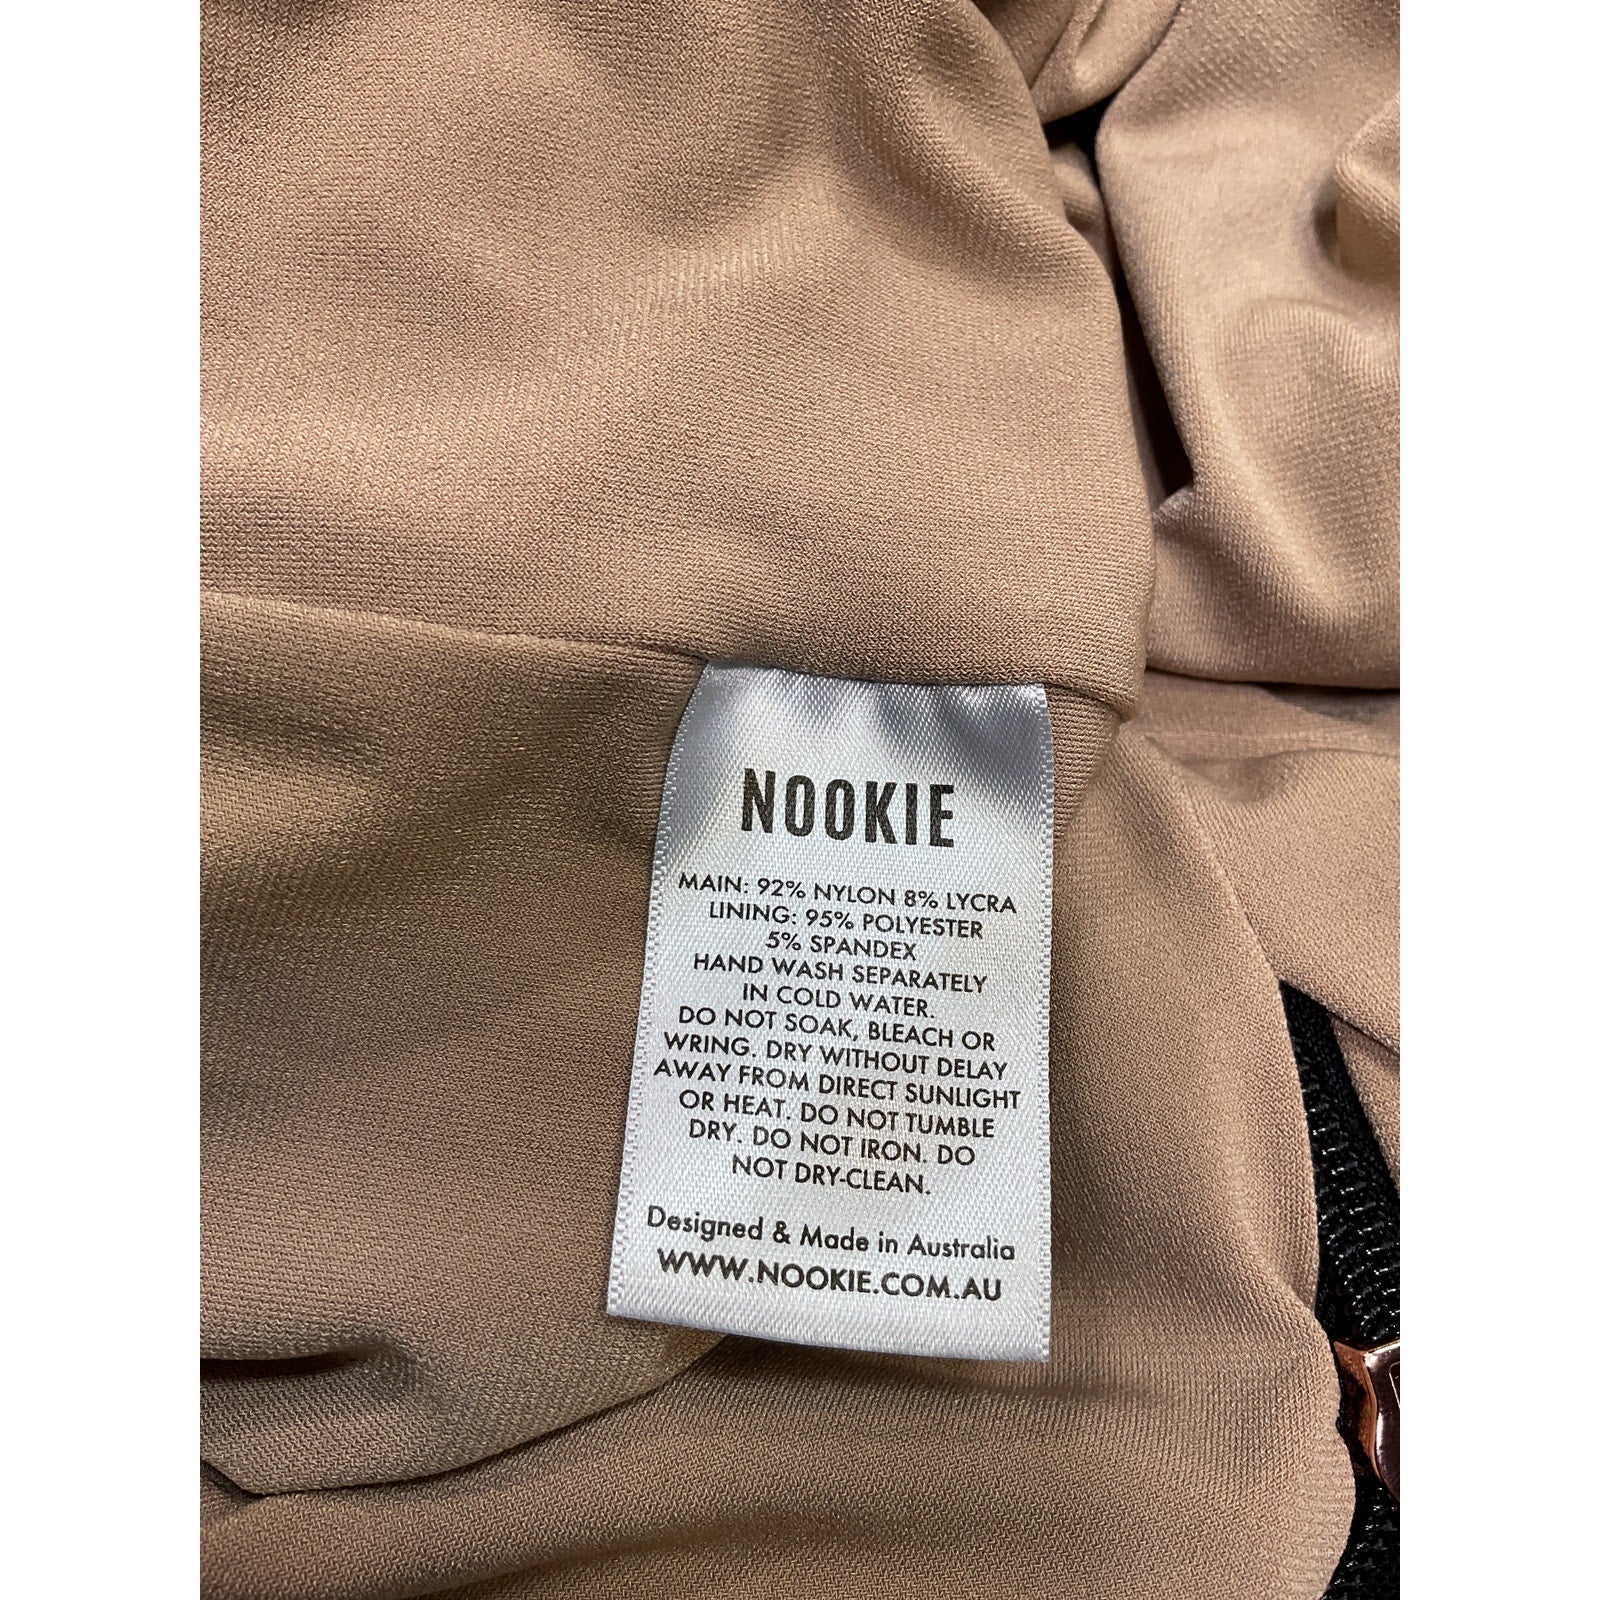 NOOKIE
MAIN: 92% NYLON 8% LYCRA
LINING: 95% POLYESTER
5% SPANDEX
HAND WASH SEPARATELY
IN COLD WATER.
DO NOT SOAK, BLEACH OR
WRING. DRY WITHOUT DELAY
AWAY FROM DIRECT SUNLIGHT
OR HEAT. DO NOT TUMBLE
DRY. DO NOT IRON. DO
NOT DRY-CLEAN.
Designed & Made in Australia
WWW.NOOKIE.COM.AU